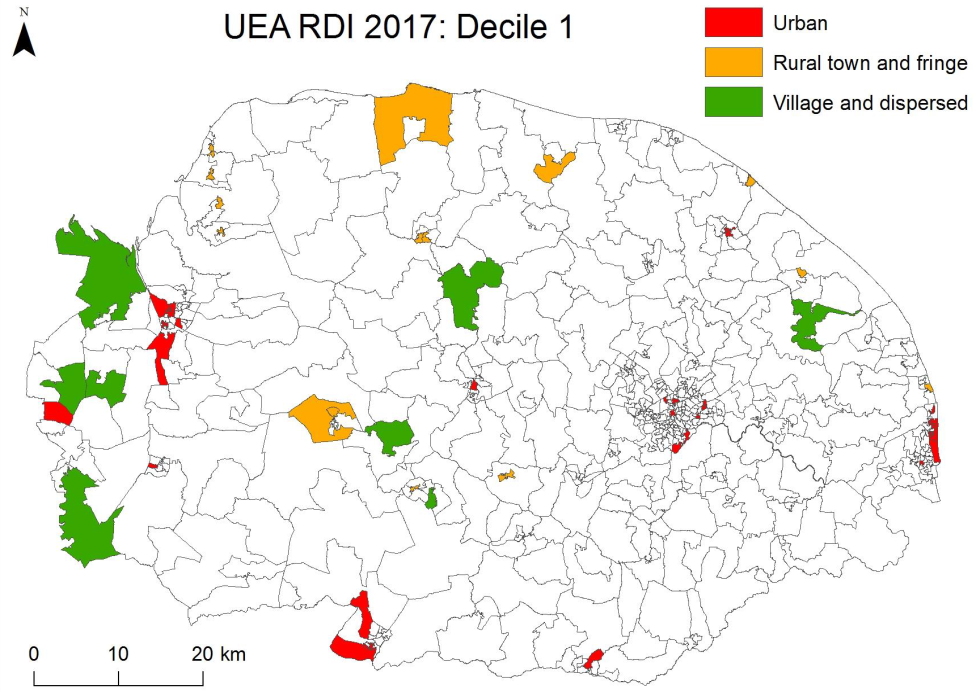 N
UEA RDI 2017: Decile 1
Urban
Rural town and fringe
Village and dispersed
0 10 20 km